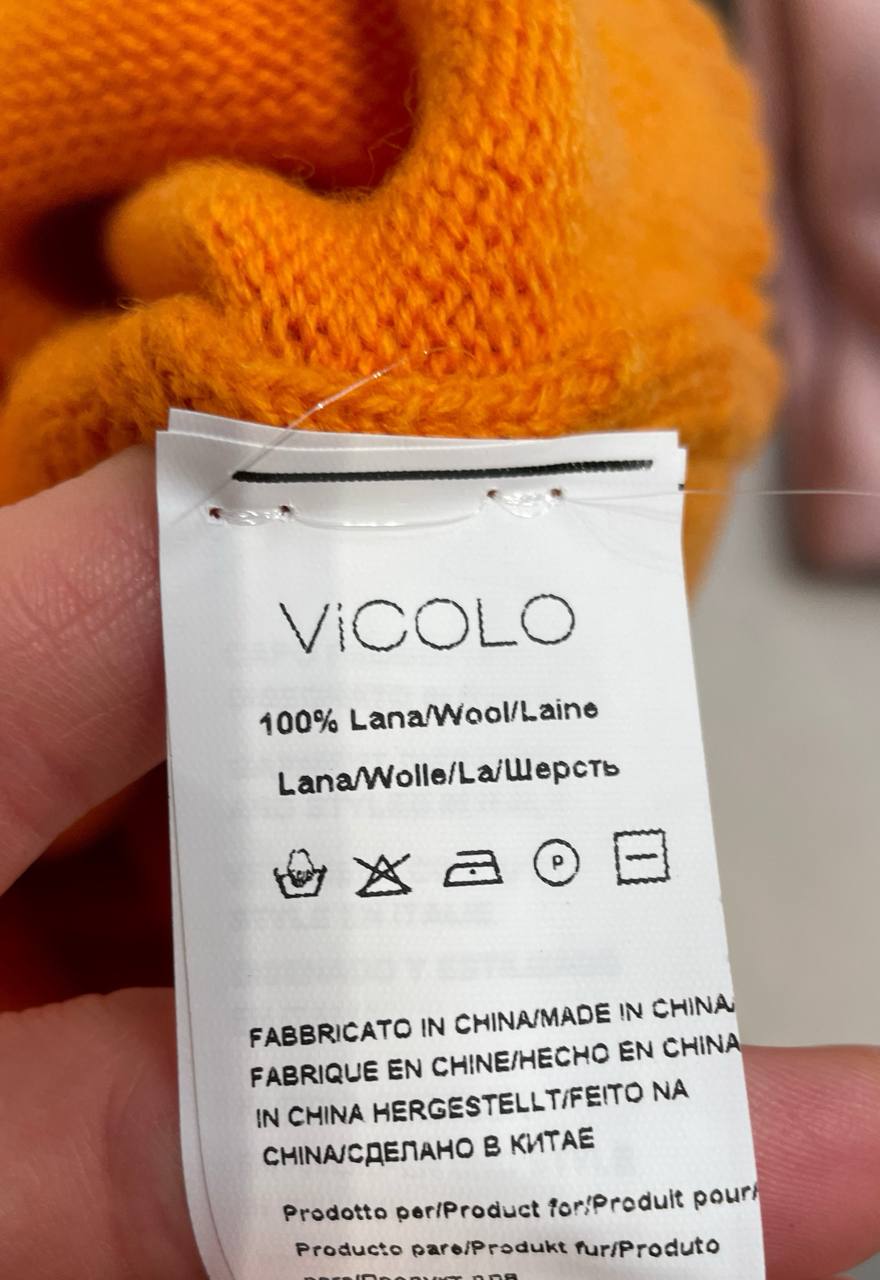 ViCOLO
100% Lana/Wool/Laine
Lana/Wolle/La/Шерсть
P
FABBRICATO IN CHINA/MADE IN CHINA/
FABRIQUE EN CHINE/HECHO EN CHINA
IN CHINA HERGESTELLT/FEITO NA
CHINA/СДЕЛАНО В КИТАЕ
Prodotto per/Product for/Produit pour/
Producto para/Produkt fur/Produto